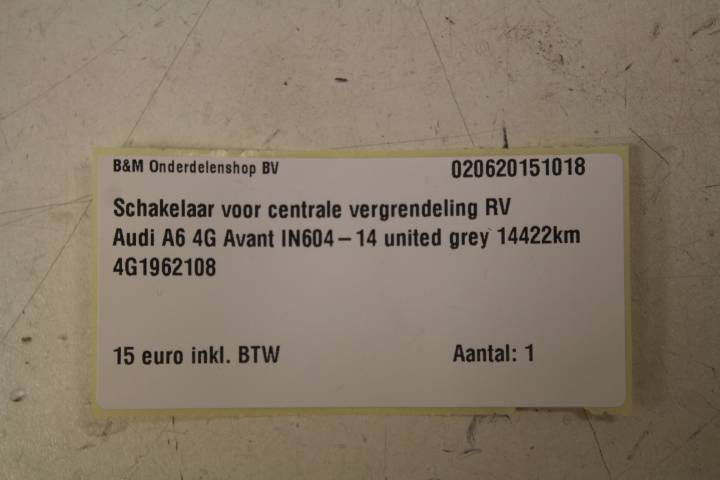 B&M Onderdelenshop BV 020620151018
Schakelaar voor centrale vergrendeling RV
Audi A6 4G Avant IN604 – 14 united grey 14422km
4G1962108
15 euro inkl. BTW Aantal: 1